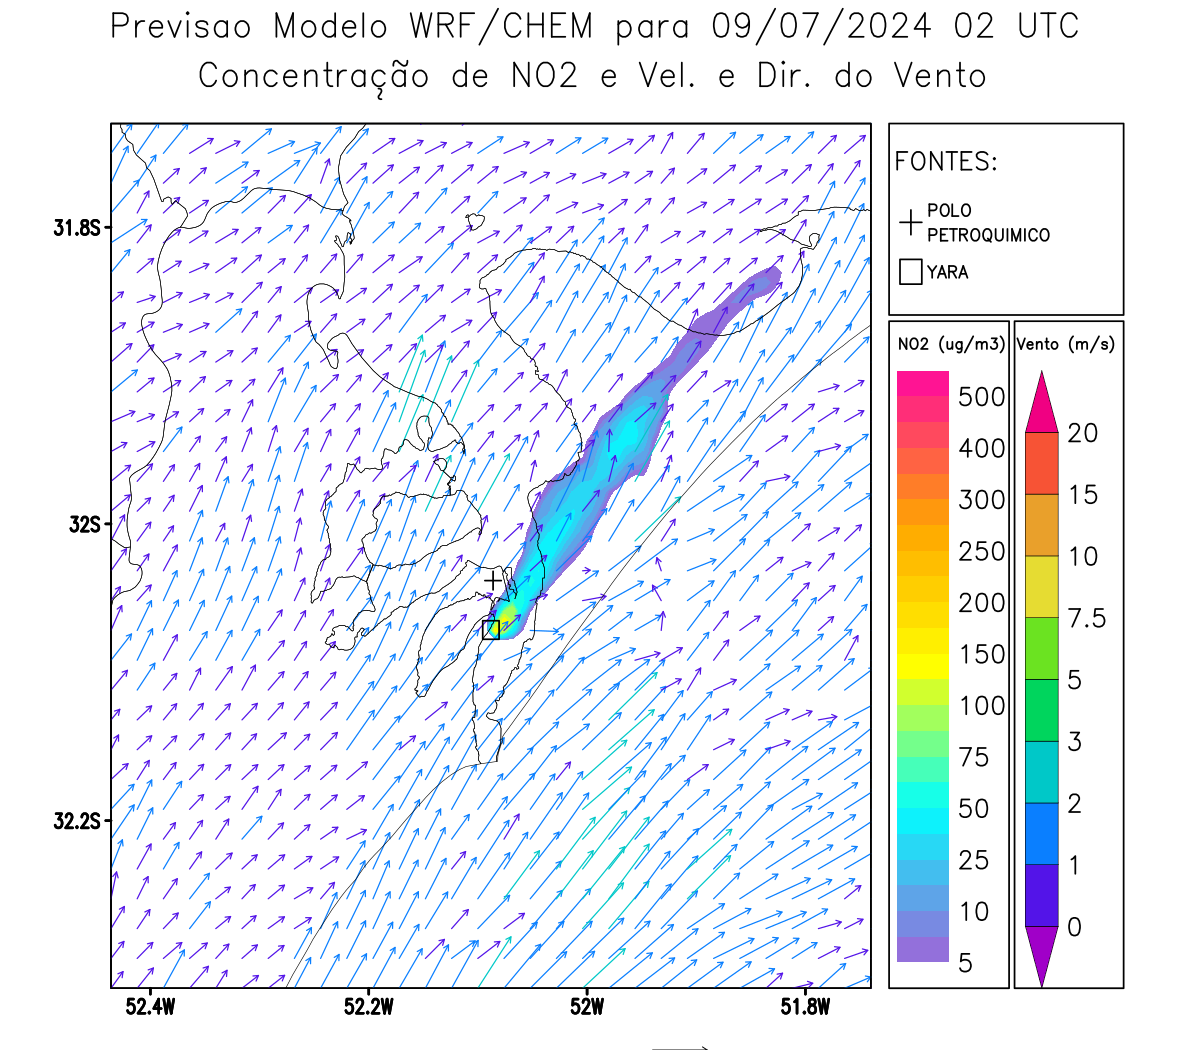 Previsao Modelo WRF/CHEM para 09/07/2024 02 UTC
Concentração de NO2 e Vel. e Dir. do Vento
FONTES:
POLO
PETROQUIMICO
YARA
NO2 (ug/m3)
500
400
300
250
200
150
100
75
50
25
10
5
Vento (m/s)
20
15
10
7.5
5
3
2
1
0
31.8S
32S
32.2S
52.4W
52.2W
52W
51.8W